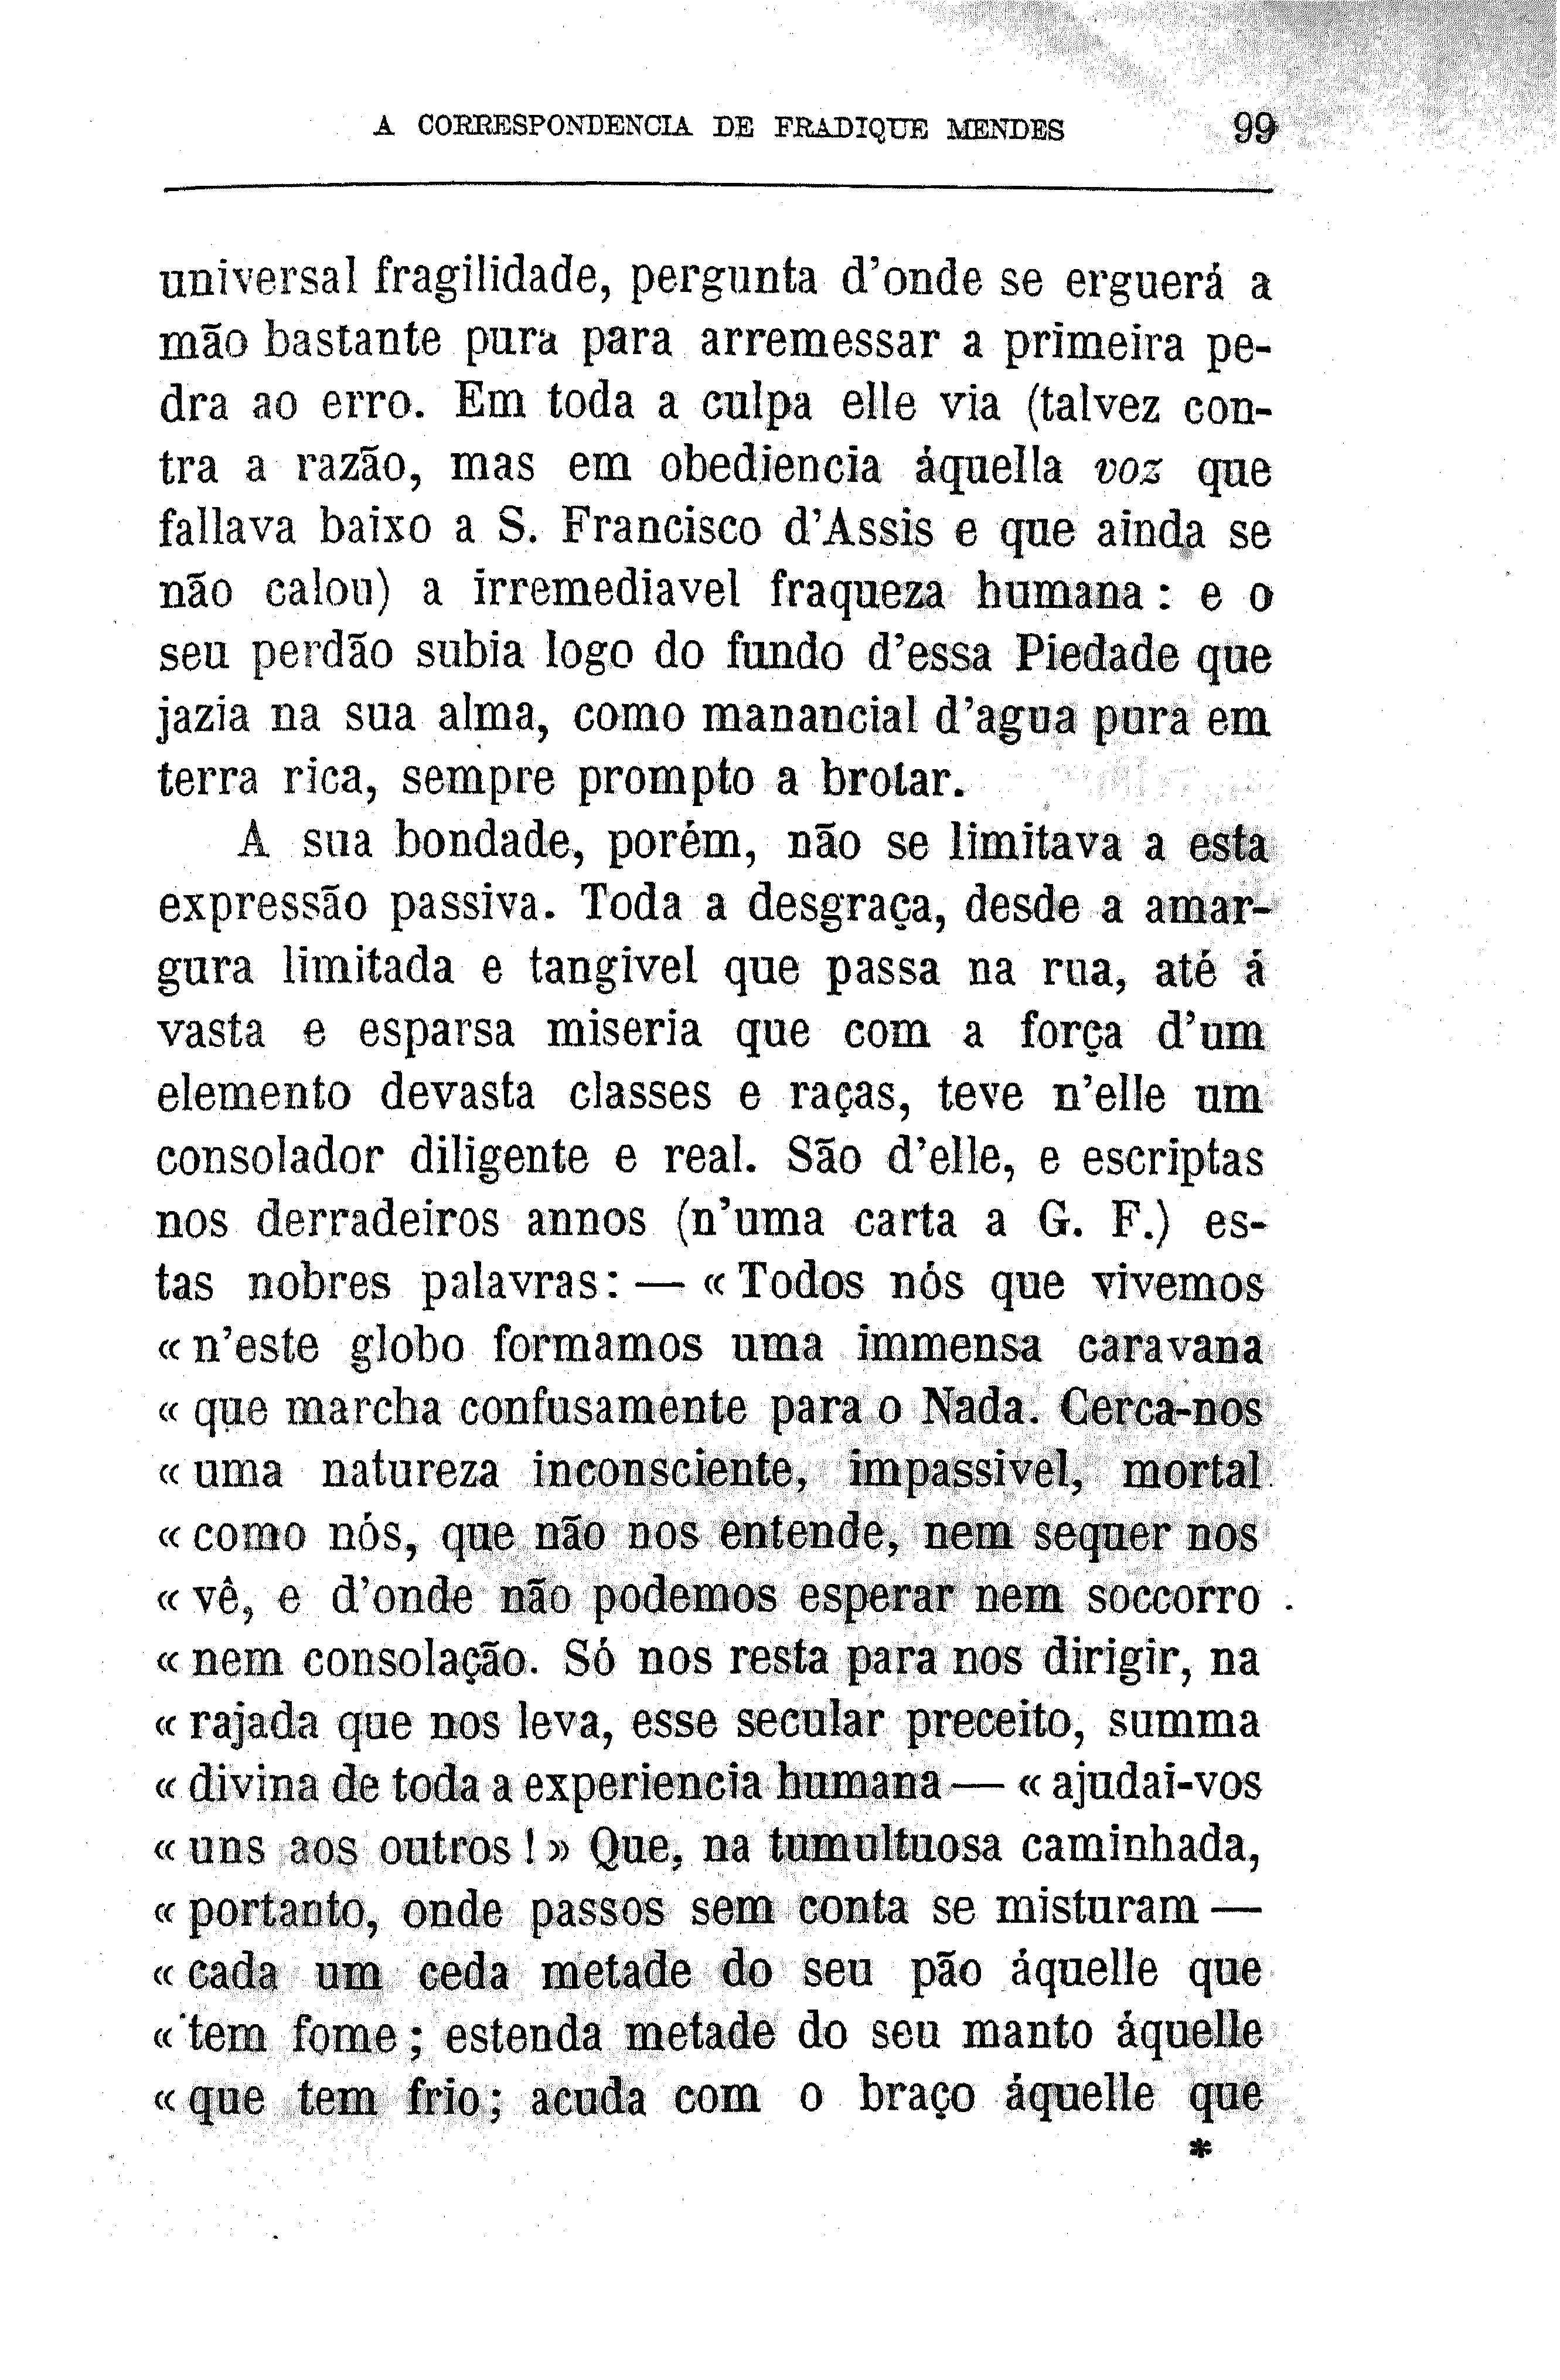 A CORRESPONDENCIA DE FRADIQUE MENDES 99
universal fragilidade, pergunta d'onde se erguerá a
mão bastante pura para arremessar a primeira pe-
dra ao erro. Em toda a culpa elle via (talvez con-
tra a razão, mas em obediencia áquella voz que
fallava baixo a S. Francisco d'Assis e que ainda se
não calou) a irremediavel fraqueza humana: e o
seu perdão subia logo do fundo d'essa Piedade que
jazia na sua alma, como manancial d'agua pura em
terra rica, sempre prompto a brotar.
A sua bondade, porém, não se limitava a esta
expressão passiva. Toda a desgraça, desde a amar-
gura limitada e tangivel que passa na rua, até á
vasta e esparsa miseria que com a força d'um
elemento devasta classes e raças, teve n'elle um
consolador diligente e real. São d'elle, e escriptas
nos derradeiros annos (n'uma carta a G. F.) es-
tas nobres palavras: — « Todos nós que vivemos
« n'este globo formamos uma immensa caravana
« que marcha confusamente para o Nada. Cerca-nos
« uma natureza inconsciente, impassivel, mortal
« como nós, que não nos entende, nem sequer nos
« vê, e d'onde não podemos esperar nem soccorro
« nem consolação. Só nos resta para nos dirigir, na
« rajada que nos leva, esse secular preceito, summa
« divina de toda a experiencia humana — « ajudai-vos
« uns aos outros ! » Que, na tumultuosa caminhada,
« portanto, onde passos sem conta se misturam —
« cada um ceda metade do seu pão áquelle que
« tem fome ; estenda metade do seu manto áquelle
« que tem frio ; acuda com o braço áquelle que
*